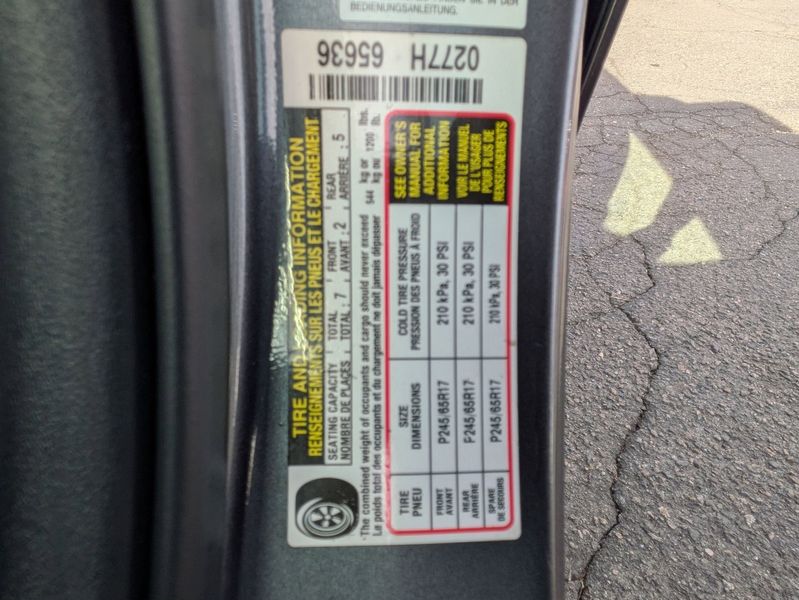 BEDIENUNGSANLEITUNG.
0277H 65636
TIRE AND LOADING INFORMATION
RENSEIGNEMENTS SUR LES PNEUS ET LE CHARGEMENT
SEATING CAPACITY TOTAL 7 FRONT 2 REAR 5
NOMBRE DE PLACES TOTAL: 7 AVANT: 2 ARRIÈRE: 5
The combined weight of occupants and cargo should never exceed 544 kg or 1200 lbs.
Le poids total des occupants et du chargement ne doit jamais dépasser 544 kg ou 1200 lb.
TIRE SIZE COLD TIRE PRESSURE
PNEU DIMENSIONS PRESSION DES PNEUS À FROID
FRONT P245/65R17 210 kPa, 30 PSI
AVANT
REAR P245/65R17 210 kPa, 30 PSI
ARRIÈRE
SPARE P245/65R17 210 kPa, 30 PSI
DE SECOURS
SEE OWNER'S
MANUAL FOR
ADDITIONAL
INFORMATION
VOIR LE MANUEL
DE L'USAGER
POUR PLUS DE
RENSEIGNEMENTS